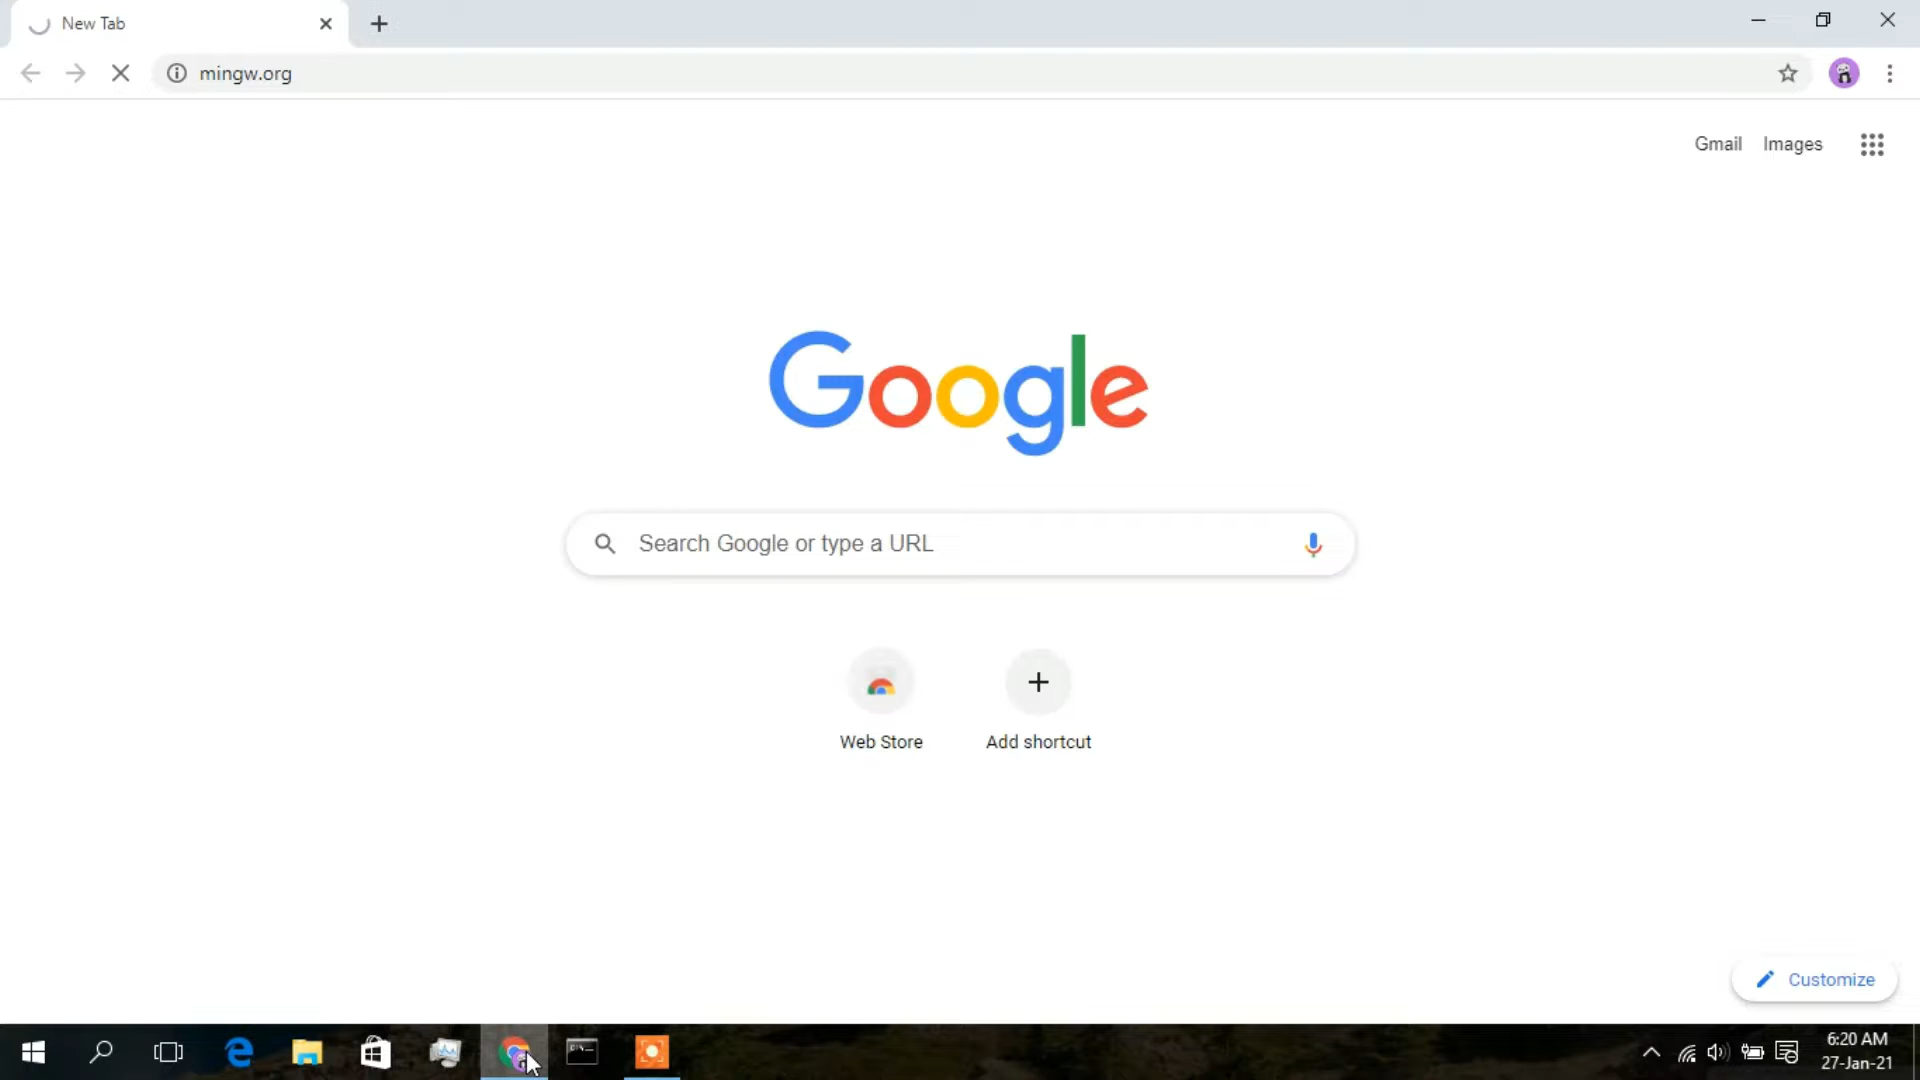 New Tab
mingw.org
Gmail Images
Google
Search Google or type a URL
Web Store Add shortcut
Customize
6:20 AM
27-Jan-21